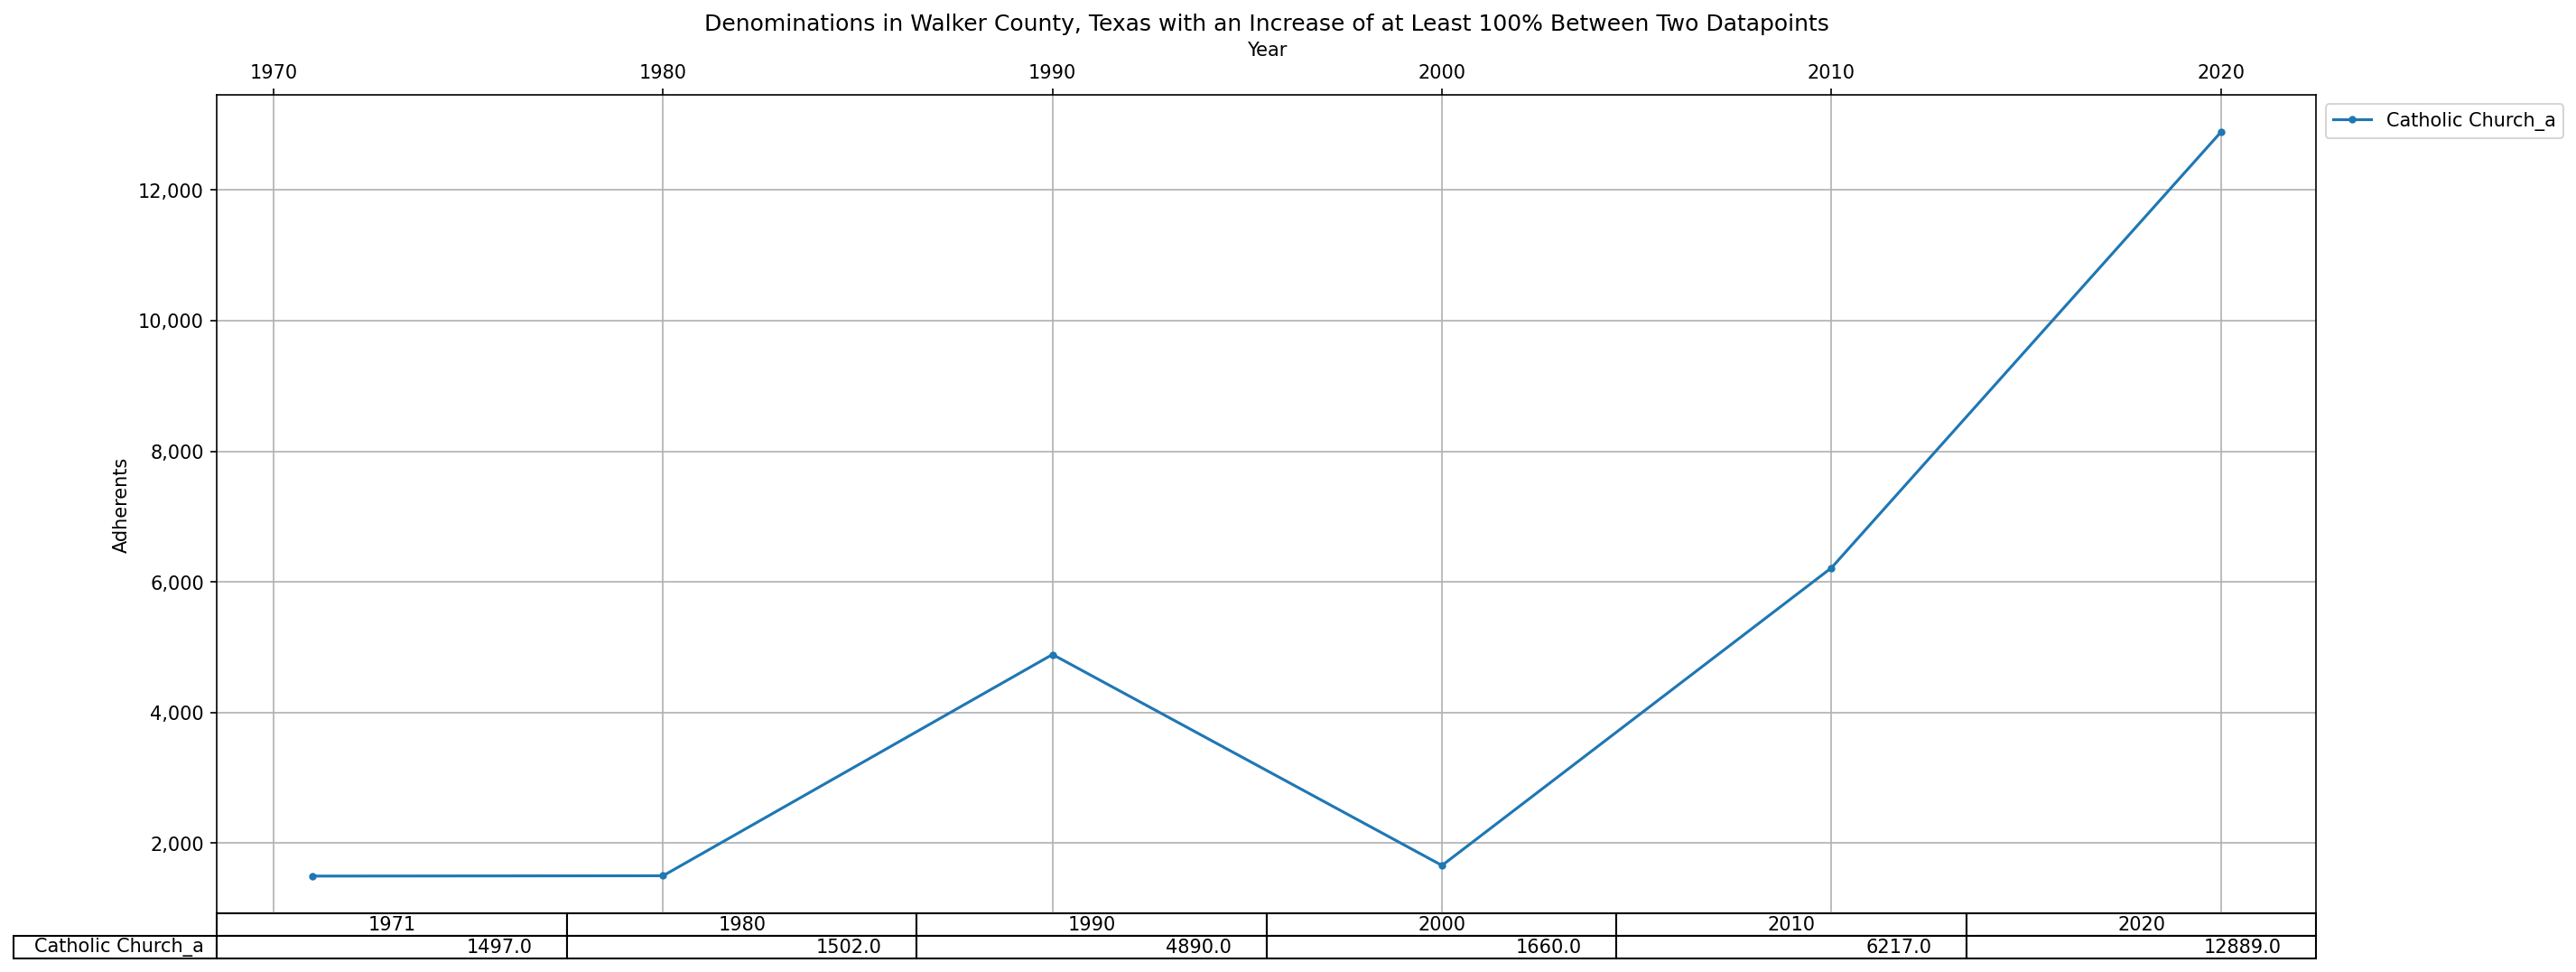 Denominations in Walker County, Texas with an Increase of at Least 100% Between Two Datapoints
Year
1970 1980 1990 2000 2010 2020
Catholic Church_a
12,000
10,000
8,000
Adherents
6,000
4,000
2,000
1971 1980 1990 2000 2010 2020
Catholic Church_a 1497.0 1502.0 4890.0 1660.0 6217.0 12889.0